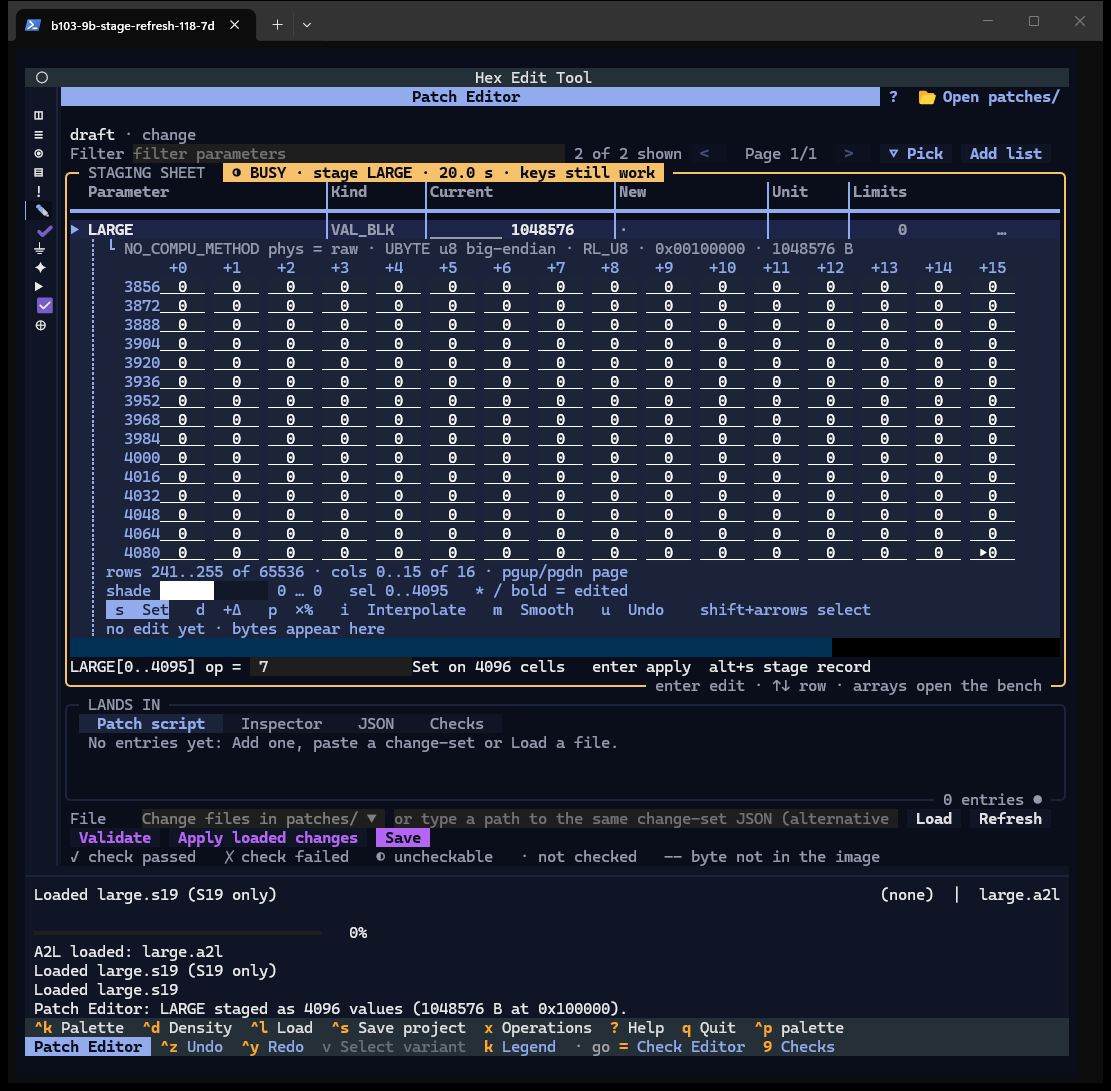 b103-9b-stage-refresh-118-7d
Hex Edit Tool
Patch Editor ? Open patches/
draft · change
Filter filter parameters 2 of 2 shown < Page 1/1 > ▼ Pick Add list
STAGING SHEET ◑ BUSY · stage LARGE · 20.0 s · keys still work
Parameter Kind Current New Unit Limits
▶ LARGE VAL_BLK ________ 1048576 · 0 …
└ NO_COMPU_METHOD phys = raw · UBYTE u8 big-endian · RL_U8 · 0x00100000 · 1048576 B
+0 +1 +2 +3 +4 +5 +6 +7 +8 +9 +10 +11 +12 +13 +14 +15
3856 0 0 0 0 0 0 0 0 0 0 0 0 0 0 0 0
3872 0 0 0 0 0 0 0 0 0 0 0 0 0 0 0 0
3888 0 0 0 0 0 0 0 0 0 0 0 0 0 0 0 0
3904 0 0 0 0 0 0 0 0 0 0 0 0 0 0 0 0
3920 0 0 0 0 0 0 0 0 0 0 0 0 0 0 0 0
3936 0 0 0 0 0 0 0 0 0 0 0 0 0 0 0 0
3952 0 0 0 0 0 0 0 0 0 0 0 0 0 0 0 0
3968 0 0 0 0 0 0 0 0 0 0 0 0 0 0 0 0
3984 0 0 0 0 0 0 0 0 0 0 0 0 0 0 0 0
4000 0 0 0 0 0 0 0 0 0 0 0 0 0 0 0 0
4016 0 0 0 0 0 0 0 0 0 0 0 0 0 0 0 0
4032 0 0 0 0 0 0 0 0 0 0 0 0 0 0 0 0
4048 0 0 0 0 0 0 0 0 0 0 0 0 0 0 0 0
4064 0 0 0 0 0 0 0 0 0 0 0 0 0 0 0 0
4080 0 0 0 0 0 0 0 0 0 0 0 0 0 0 0 ▶0
rows 241..255 of 65536 · cols 0..15 of 16 · pgup/pgdn page
shade 0 … 0 sel 0..4095 * / bold = edited
s Set d +Δ p ×% i Interpolate m Smooth u Undo shift+arrows select
no edit yet · bytes appear here
LARGE[0..4095] op = 7 Set on 4096 cells enter apply alt+s stage record
enter edit · ↑↓ row · arrays open the bench
LANDS IN
Patch script Inspector JSON Checks
No entries yet: Add one, paste a change-set or Load a file.
0 entries ●
File Change files in patches/ ▼ or type a path to the same change-set JSON (alternative Load Refresh
Validate Apply loaded changes Save
✓ check passed ✗ check failed ◐ uncheckable · not checked −− byte not in the image
Loaded large.s19 (S19 only) (none) | large.a2l
0%
A2L loaded: large.a2l
Loaded large.s19 (S19 only)
Loaded large.s19
Patch Editor: LARGE staged as 4096 values (1048576 B at 0x100000).
^k Palette ^d Density ^l Load ^s Save project x Operations ? Help q Quit ^p palette
Patch Editor ^z Undo ^y Redo v Select variant k Legend · go = Check Editor 9 Checks